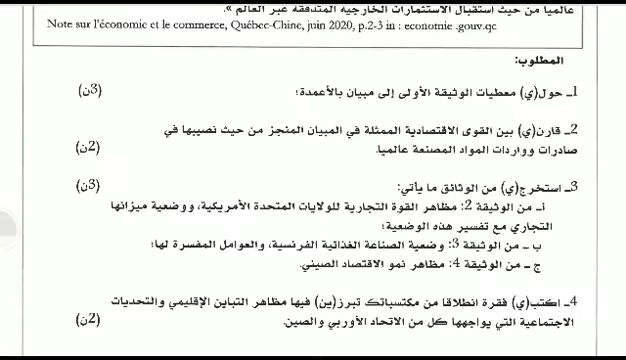 عالميا من حيث استقبال الاستثمارات الخارجية المتدفقة عبر العالم ».
Note sur l'économie et le commerce, Québec-Chine, juin 2020, p.2-3 in : economie .gouv.qc
المطلوب:
1_ حول(ي) معطيات الوثيقة الأولى إلى مبيان بالأعمدة؛ (3ن)
2_ قارن(ي) بين القوى الاقتصادية الممثلة في المبيان المنجز من حيث نصيبها في
صادرات وواردات المواد المصنعة عالميا. (2ن)
3_ استخرج(ي) من الوثائق ما يأتي: (3ن)
أ_ من الوثيقة 2: مظاهر القوة التجارية للولايات المتحدة الأمريكية، ووضعية ميزانها
التجاري مع تفسير هذه الوضعية؛
ب _ من الوثيقة 3: وضعية الصناعة الغذائية الفرنسية، والعوامل المفسرة لها؛
ج _ من الوثيقة 4: مظاهر نمو الاقتصاد الصيني.
4_ اكتب(ي) فقرة انطلاقا من مكتسباتك تبرز(ين) فيها مظاهر التباين الإقليمي والتحديات
الاجتماعية التي يواجهها كل من الاتحاد الأوربي والصين. (2ن)